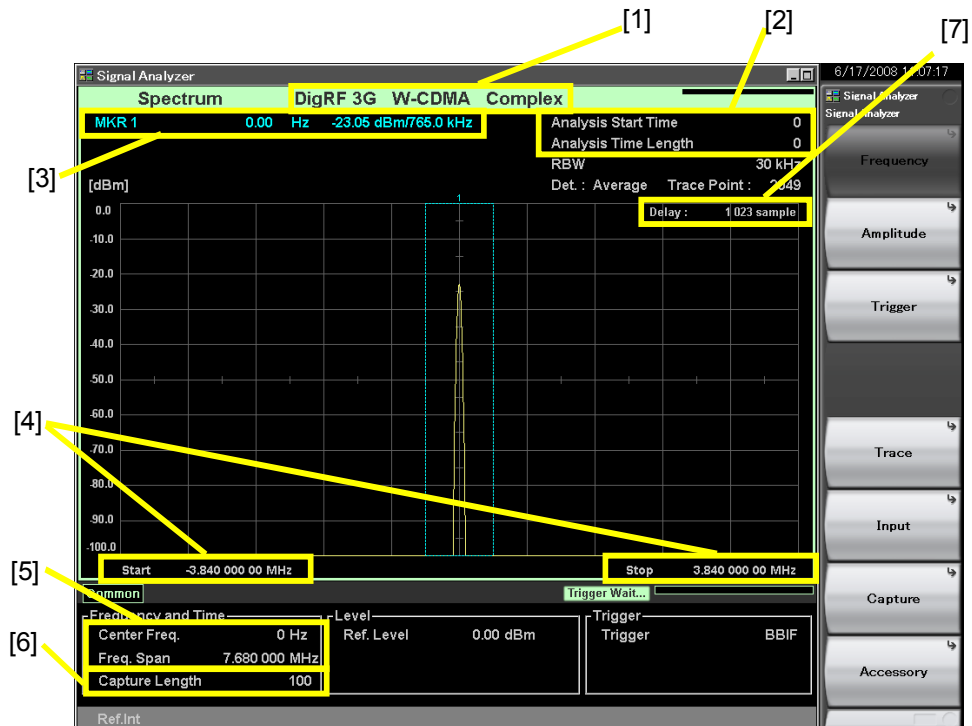 [1]
[2]
[7]
Signal Analyzer
6/17/2008
Spectrum DigRF 3G W-CDMA Complex
Signal Analyzer
Signal Analyzer
MKR 1 0.00 Hz -23.05 dBm/765.0 kHz
Analysis Start Time 0
Analysis Time Length 0
RBW 30 kHz
Det. : Average Trace Point : 2049
[3]
[dBm]
Delay : 1 023 sample
1
0.0
-10.0
-20.0
-30.0
-40.0
-50.0
-60.0
-70.0
-80.0
-90.0
-100.0
Frequency
Amplitude
Trigger
Trace
Input
Capture
Accessory
[4]
Start -3.840 000 00 MHz
Stop 3.840 000 00 MHz
[5]
Common
Trigger Wait...
Frequency and Time
Center Freq. 0 Hz
Freq. Span 7.680 000 MHz
[6]
Capture Length 100
Level
Ref. Level 0.00 dBm
Trigger
Trigger BBIF
Ref.Int